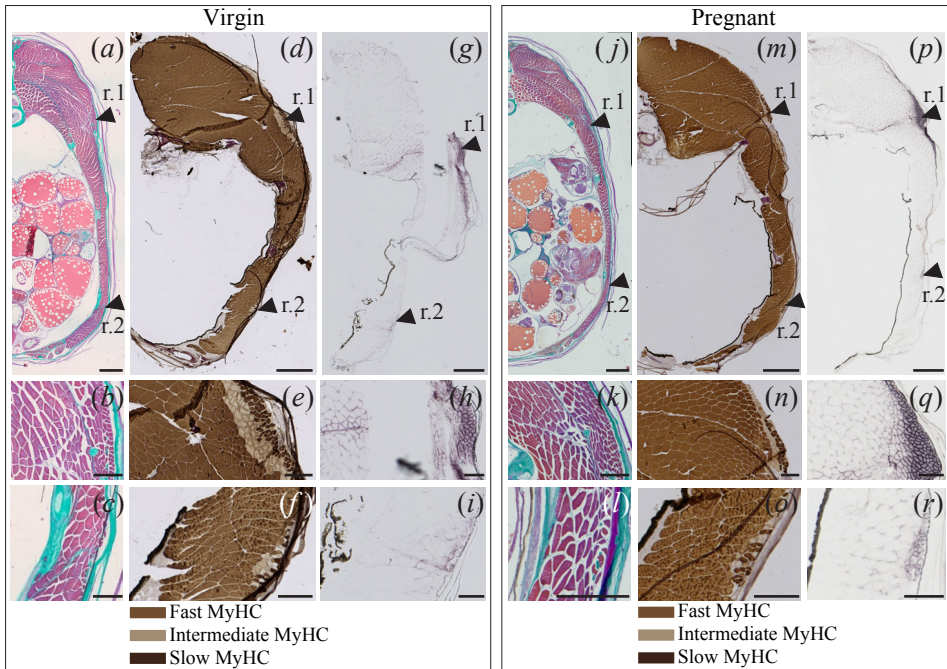 Virgin
Pregnant
(a)
(d)
(g)
r.1
r.1
r.1
r.2
r.2
r.2
(b)
(e)
(h)
(c)
(f)
(i)
Fast MyHC
Intermediate MyHC
Slow MyHC
(j)
(m)
(p)
r.1
r.1
r.1
r.2
r.2
r.2
(k)
(n)
(q)
(l)
(o)
(r)
Fast MyHC
Intermediate MyHC
Slow MyHC